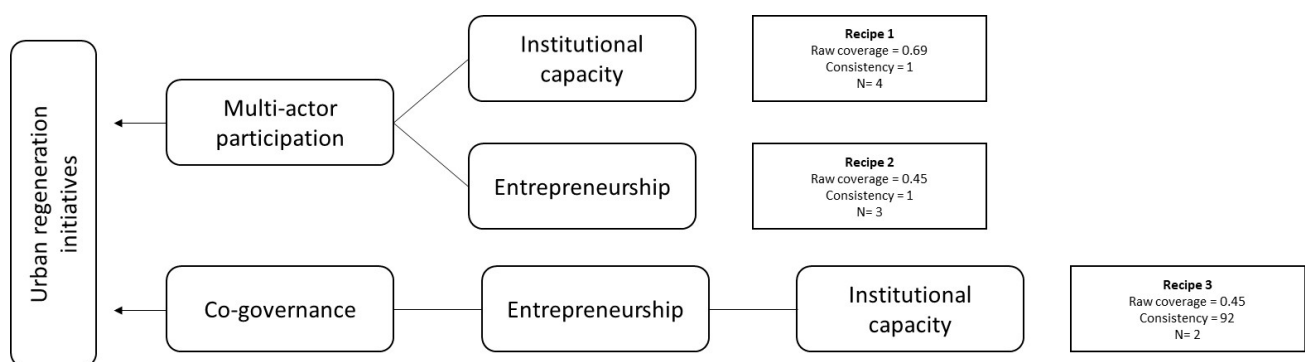 Urban regeneration
initiatives
Multi-actor
participation
Institutional
capacity
Recipe 1
Raw coverage = 0.69
Consistency = 1
N= 4
Entrepreneurship
Recipe 2
Raw coverage = 0.45
Consistency = 1
N= 3
Co-governance
Entrepreneurship
Institutional
capacity
Recipe 3
Raw coverage = 0.45
Consistency = 92
N= 2